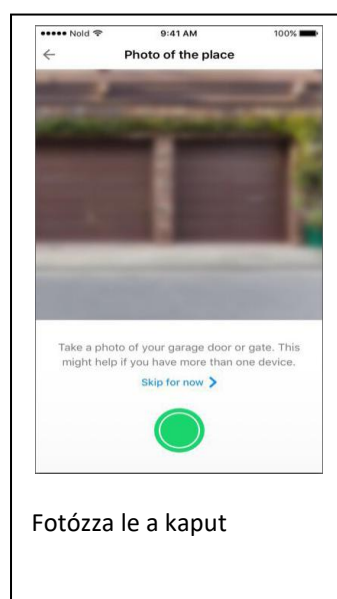 Nold 9:41 AM 100%
Photo of the place
Take a photo of your garage door or gate. This
might help if you have more than one device.
Skip for now
Fotózza le a kaput